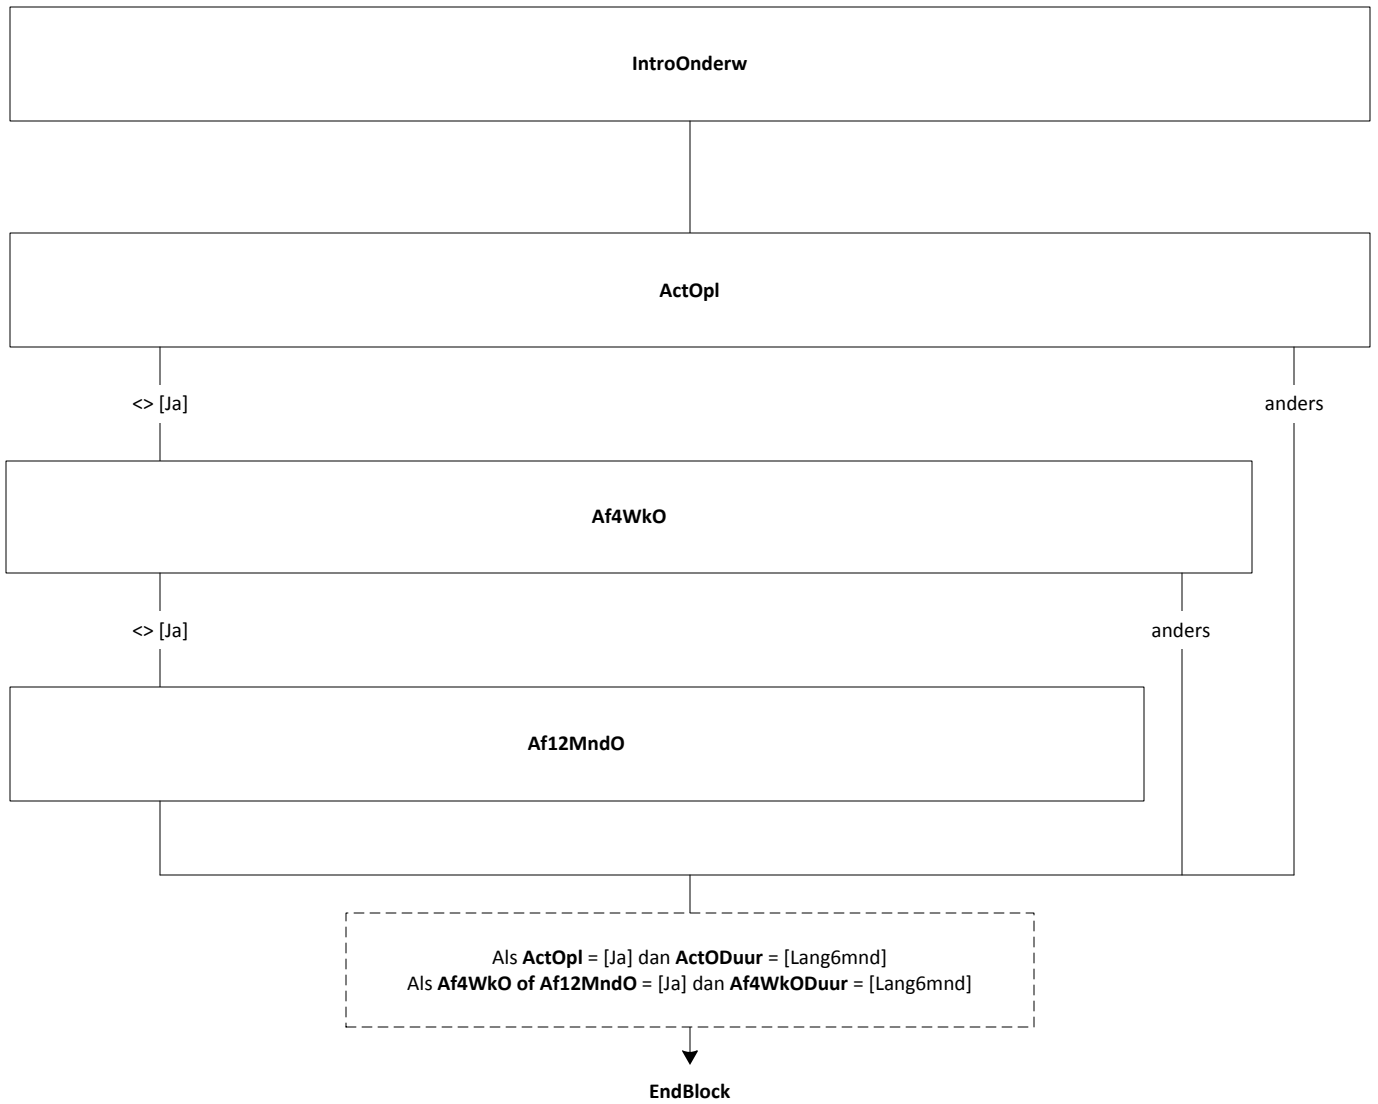 IntroOnderw
ActOpl
<> [Ja]
anders
Af4WkO
<> [Ja]
anders
Af12MndO
Als ActOpl = [Ja] dan ActODuur = [Lang6mnd]
Als Af4WkO of Af12MndO = [Ja] dan Af4WkODuur = [Lang6mnd]
EndBlock